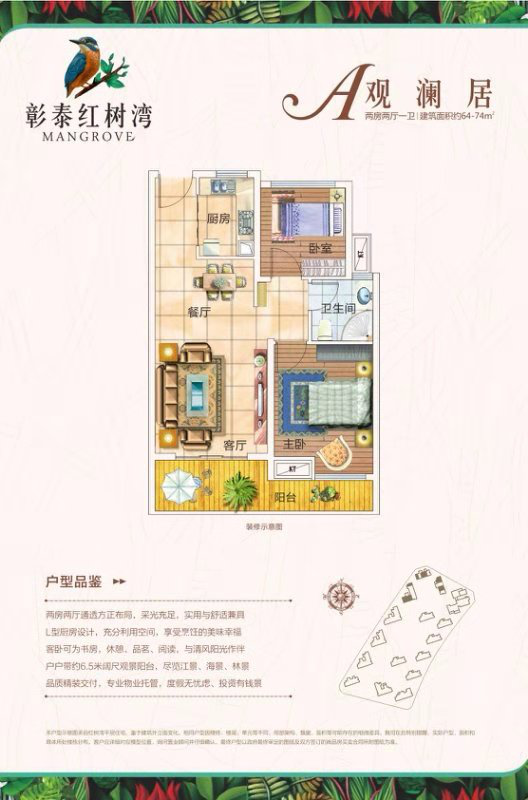 彰泰红树湾
MANGROVE
A观澜居
两房两厅一卫|建筑面积约64-74m²
厨房
卧室
餐厅
卫生间
客厅
主卧
阳台
装修示意图
户型品鉴
两房两厅通透方正布局，采光充足，实用与舒适兼具
L型厨房设计，充分利用空间，享受烹饪的美味幸福
客卧可为书房，休憩、品茗、阅读，与清风阳光作伴
户户带约6.5米阔尺观景阳台，尽览江景、海景、林景
品质精装交付，专业物业托管，度假无忧虑、投资有钱景